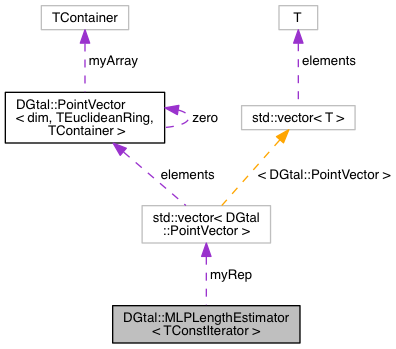 TContainer
T
myArray
elements
DGtal::PointVector
< dim, TEuclideanRing,
TContainer >
zero
std::vector< T >
elements
< DGtal::PointVector >
std::vector< DGtal
::PointVector >
myRep
DGtal::MLPLengthEstimator
< TConstIterator >